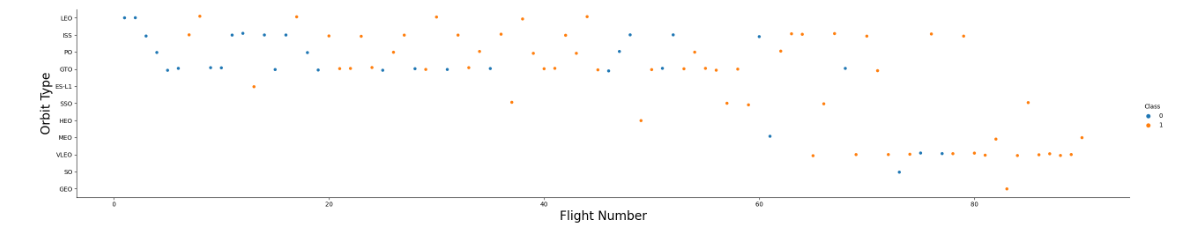 LEO
ISS
PO
GTO
ES-L1
SSO
HEO
MEO
VLEO
SO
GEO
Orbit Type
0
20
40
60
80
Flight Number
Class
0
1